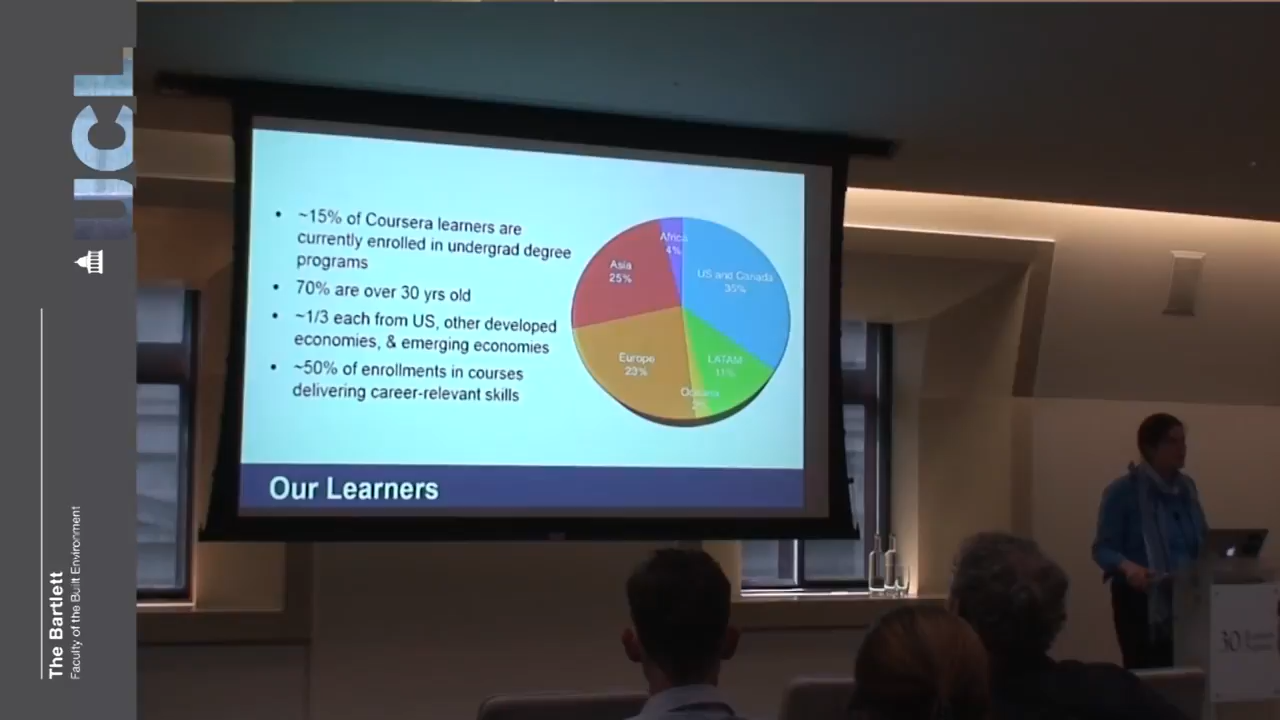 UCL
The Bartlett
Faculty of the Built Environment
• ~15% of Coursera learners are
currently enrolled in undergrad degree
programs
• 70% are over 30 yrs old
• ~1/3 each from US, other developed
economies, & emerging economies
• ~50% of enrollments in courses
delivering career-relevant skills
Africa
4%
US and Canada
35%
Asia
25%
Europe
23%
LATAM
11%
Our Learners
30